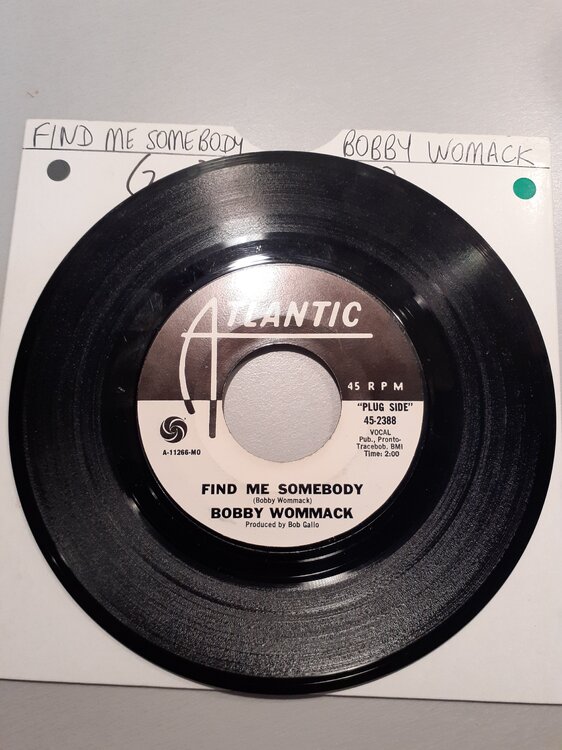 FIND ME SOMEBODY
BOBBY WOMACK
ATLANTIC
45 RPM
"PLUG SIDE"
45-2388
VOCAL
Pub., Pronto-
Tracebob, BMI
Time: 2:00
A-11266-MO
FIND ME SOMEBODY
(Bobby Wommack)
BOBBY WOMMACK
Produced by Bob Gallo